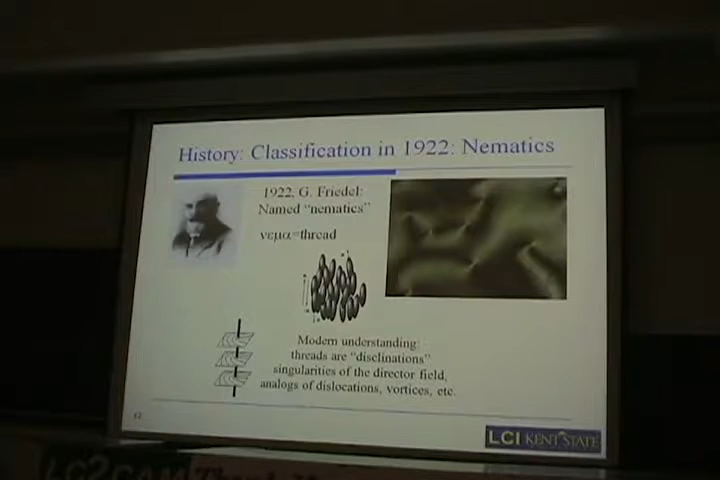 History: Classification in 1922: Nematics
1922, G. Friedel:
Named "nematics"
νεμα=thread
Modern understanding:
threads are "disclinations"
singularities of the director field,
analogs of dislocations, vortices, etc.
12
LCI KENT STATE